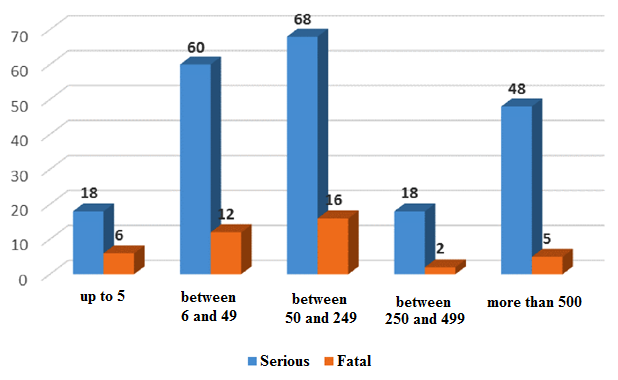 70
60
50
40
30
20
10
0
18
6
60
12
68
16
18
2
48
5
up to 5
between
6 and 49
between
50 and 249
between
250 and 499
more than 500
Serious Fatal